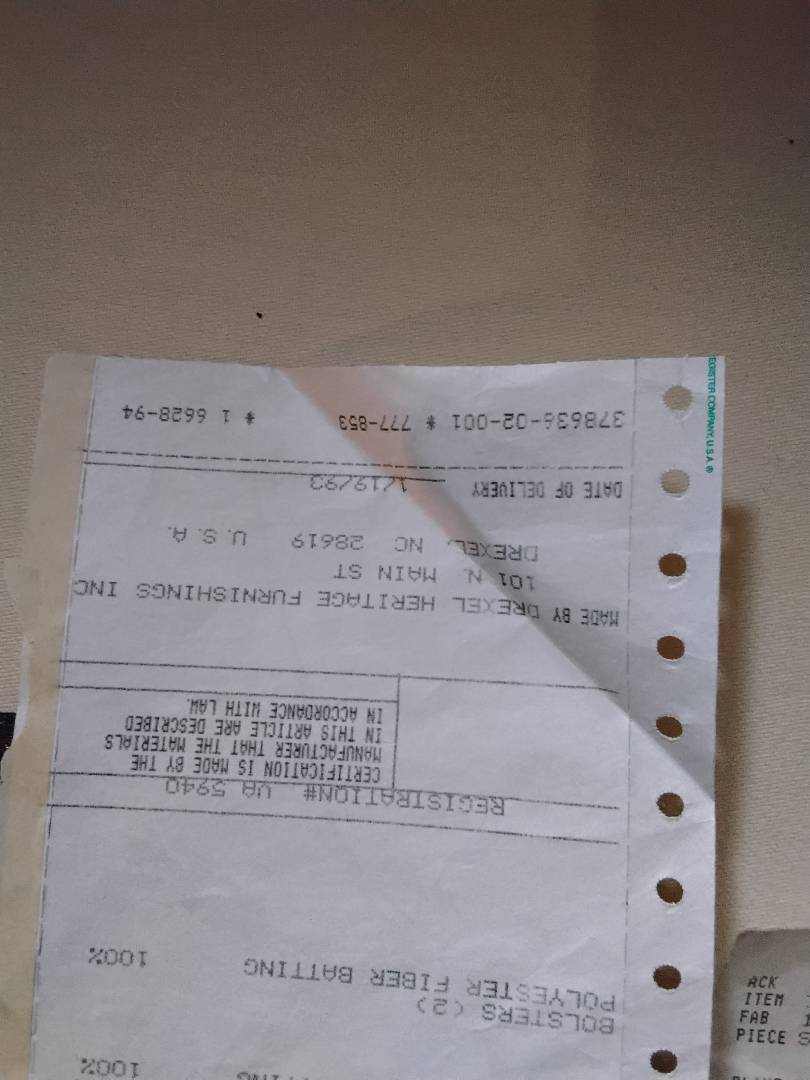 100%
BOLSTERS (2)
POLYESTER FIBER BATTING 100%
REGISTRATION# VA 5940
CERTIFICATION IS MADE BY THE
MANUFACTURER THAT THE MATERIALS
IN THIS ARTICLE ARE DESCRIBED
IN ACCORDANCE WITH LAW.
MADE BY DREXEL HERITAGE FURNISHINGS INC
101 N. MAIN ST
DREXEL, NC 28619 U.S.A.
DATE OF DELIVERY 1/19/93
378636-02-001 * 777-853 * 1 6628-94
EGISTER COMPANY, U.S.A. ®
ACK
ITEM
FAB
PIECE